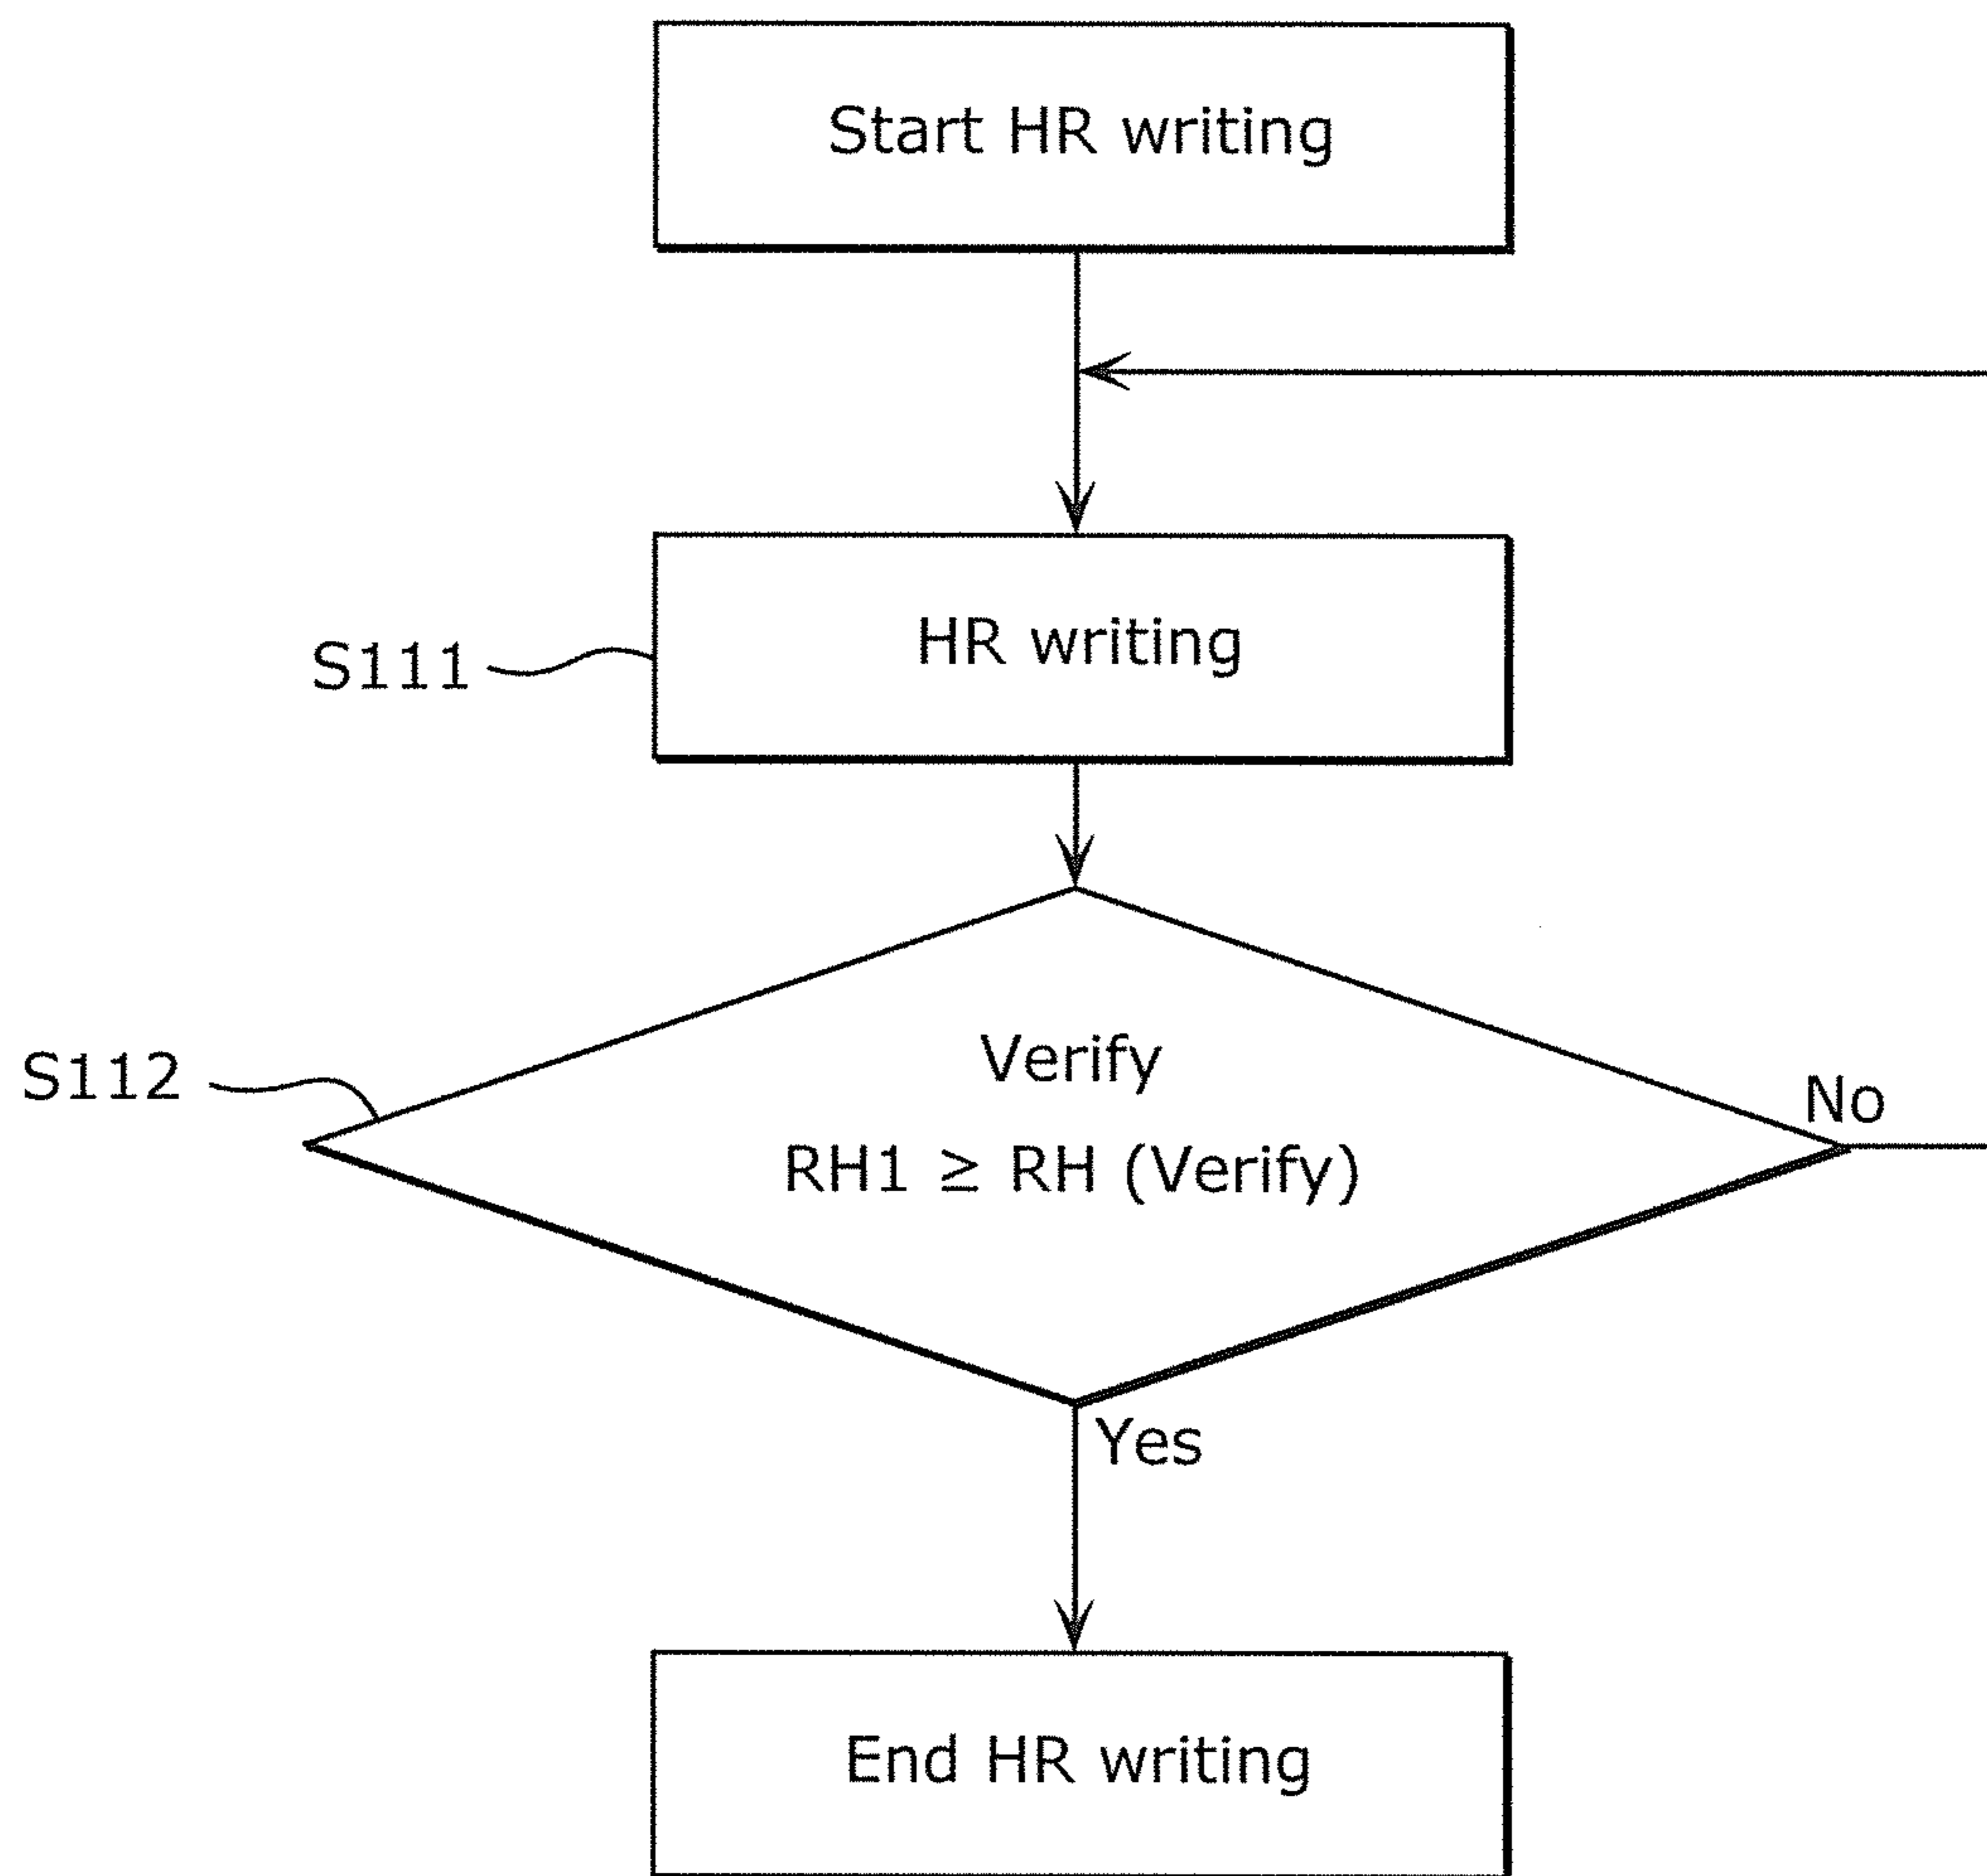 Start HR writing
S111
HR writing
S112
Verify
RH1 ≥ RH (Verify)
No
Yes
End HR writing